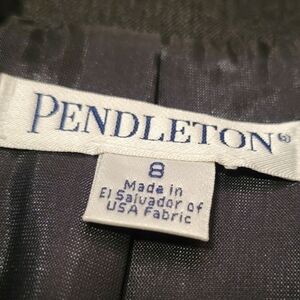 PENDLETON®
8
Made in
El Salvador of
USA Fabric